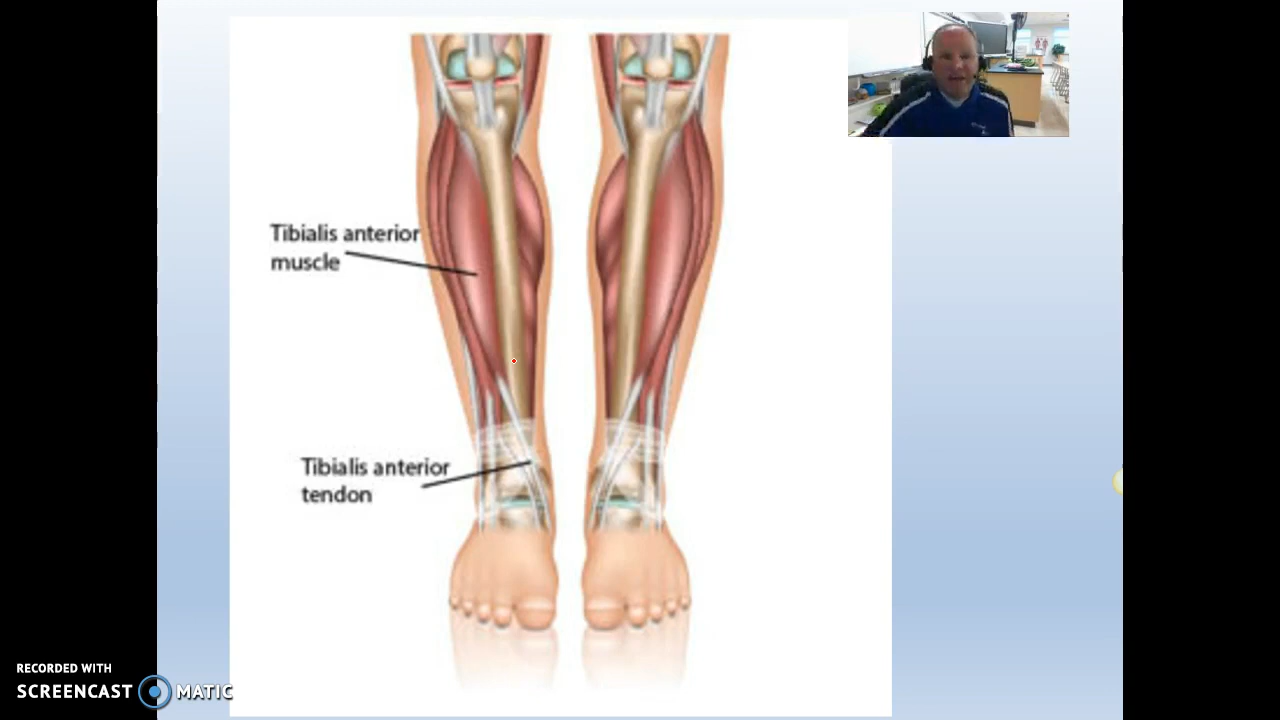 Tibialis anterior
muscle
Tibialis anterior
tendon
RECORDED WITH
SCREENCAST MATIC